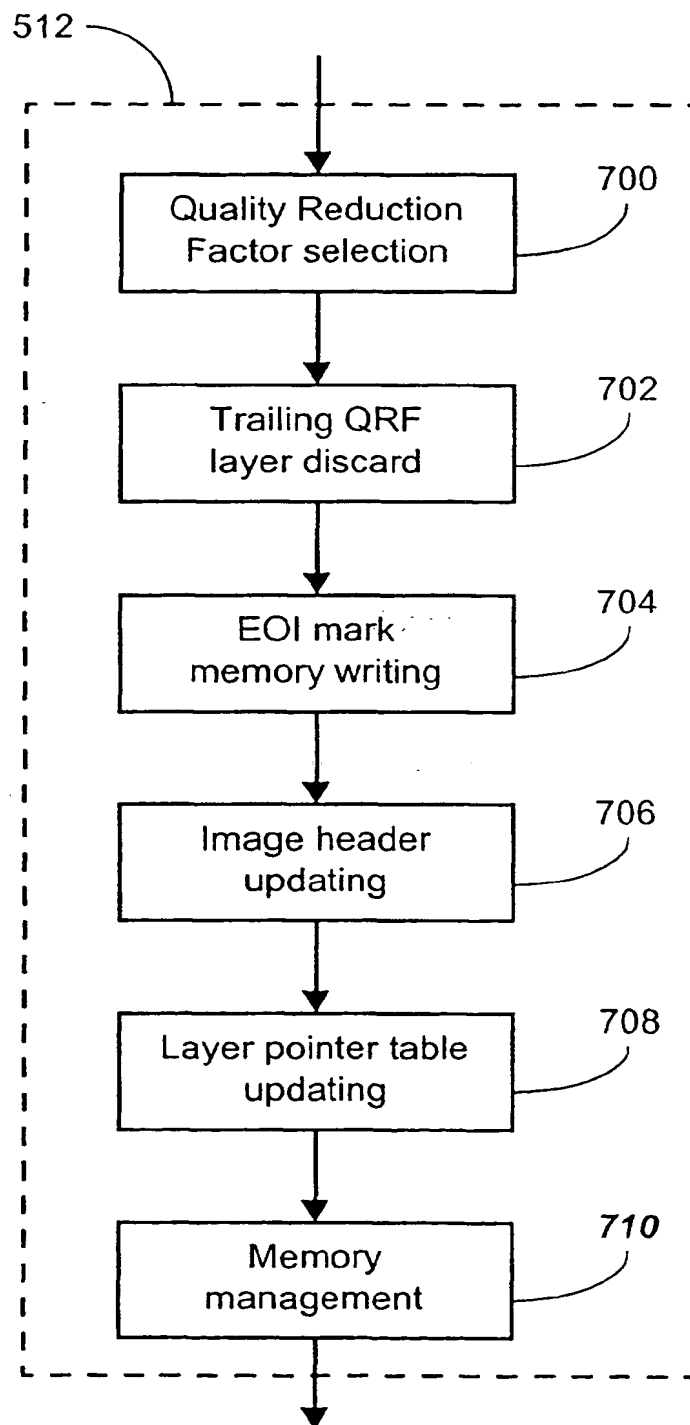 512
700
Quality Reduction
Factor selection
702
Trailing QRF
layer discard
704
EOI mark
memory writing
706
Image header
updating
708
Layer pointer table
updating
710
Memory
management